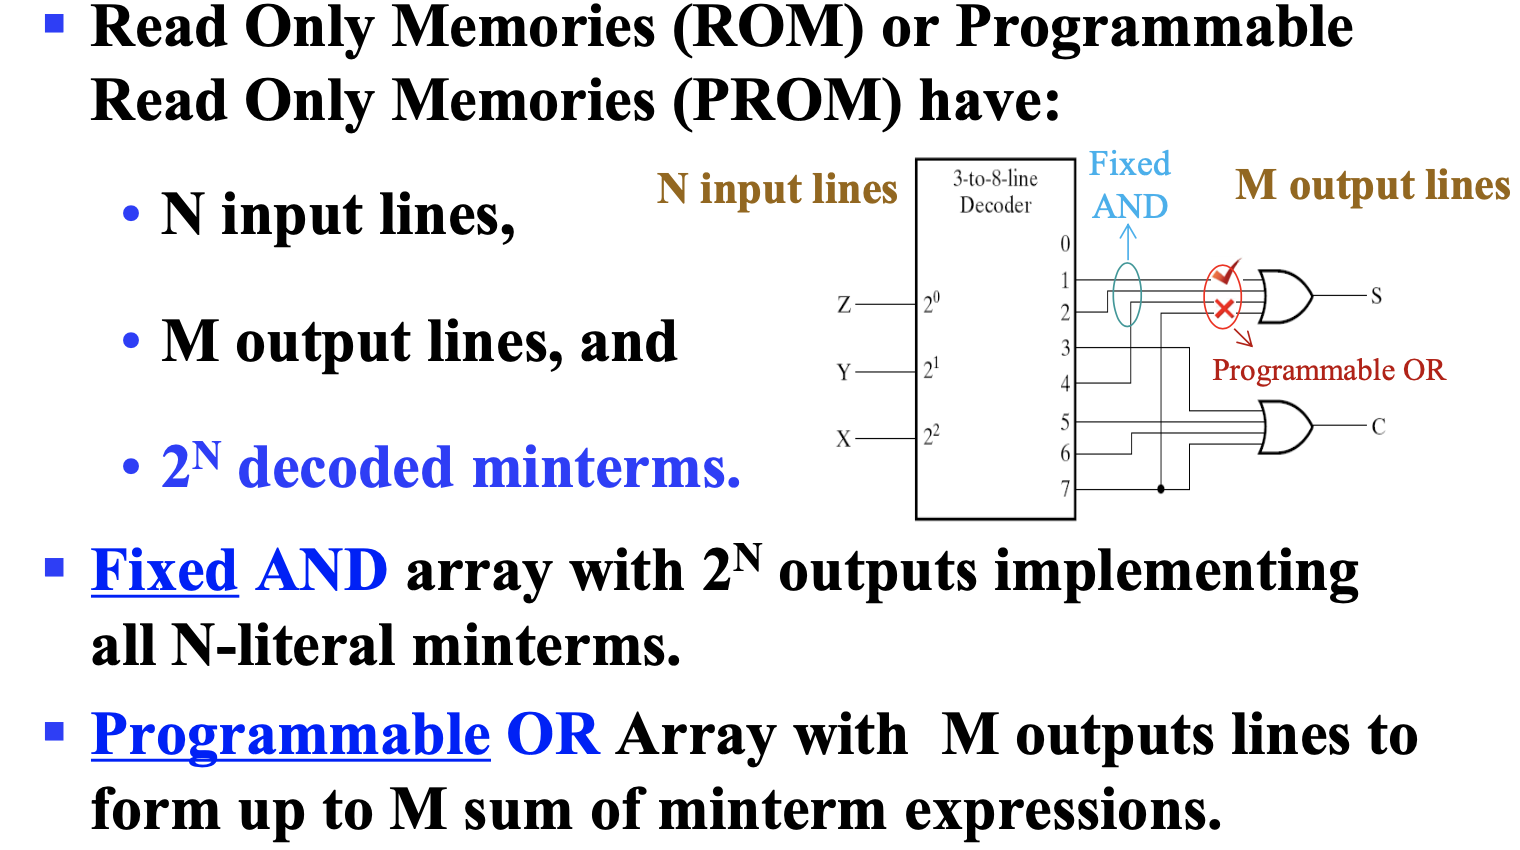 ▪ Read Only Memories (ROM) or Programmable
Read Only Memories (PROM) have:
• N input lines,
• M output lines, and
• 2^N decoded minterms.
N input lines
3-to-8-line
Decoder
Fixed
AND
M output lines
0
1
2
3
4
5
6
7
Z
2^0
Y
2^1
X
2^2
S
Programmable OR
C
▪ Fixed AND array with 2^N outputs implementing
all N-literal minterms.
▪ Programmable OR Array with M outputs lines to
form up to M sum of minterm expressions.